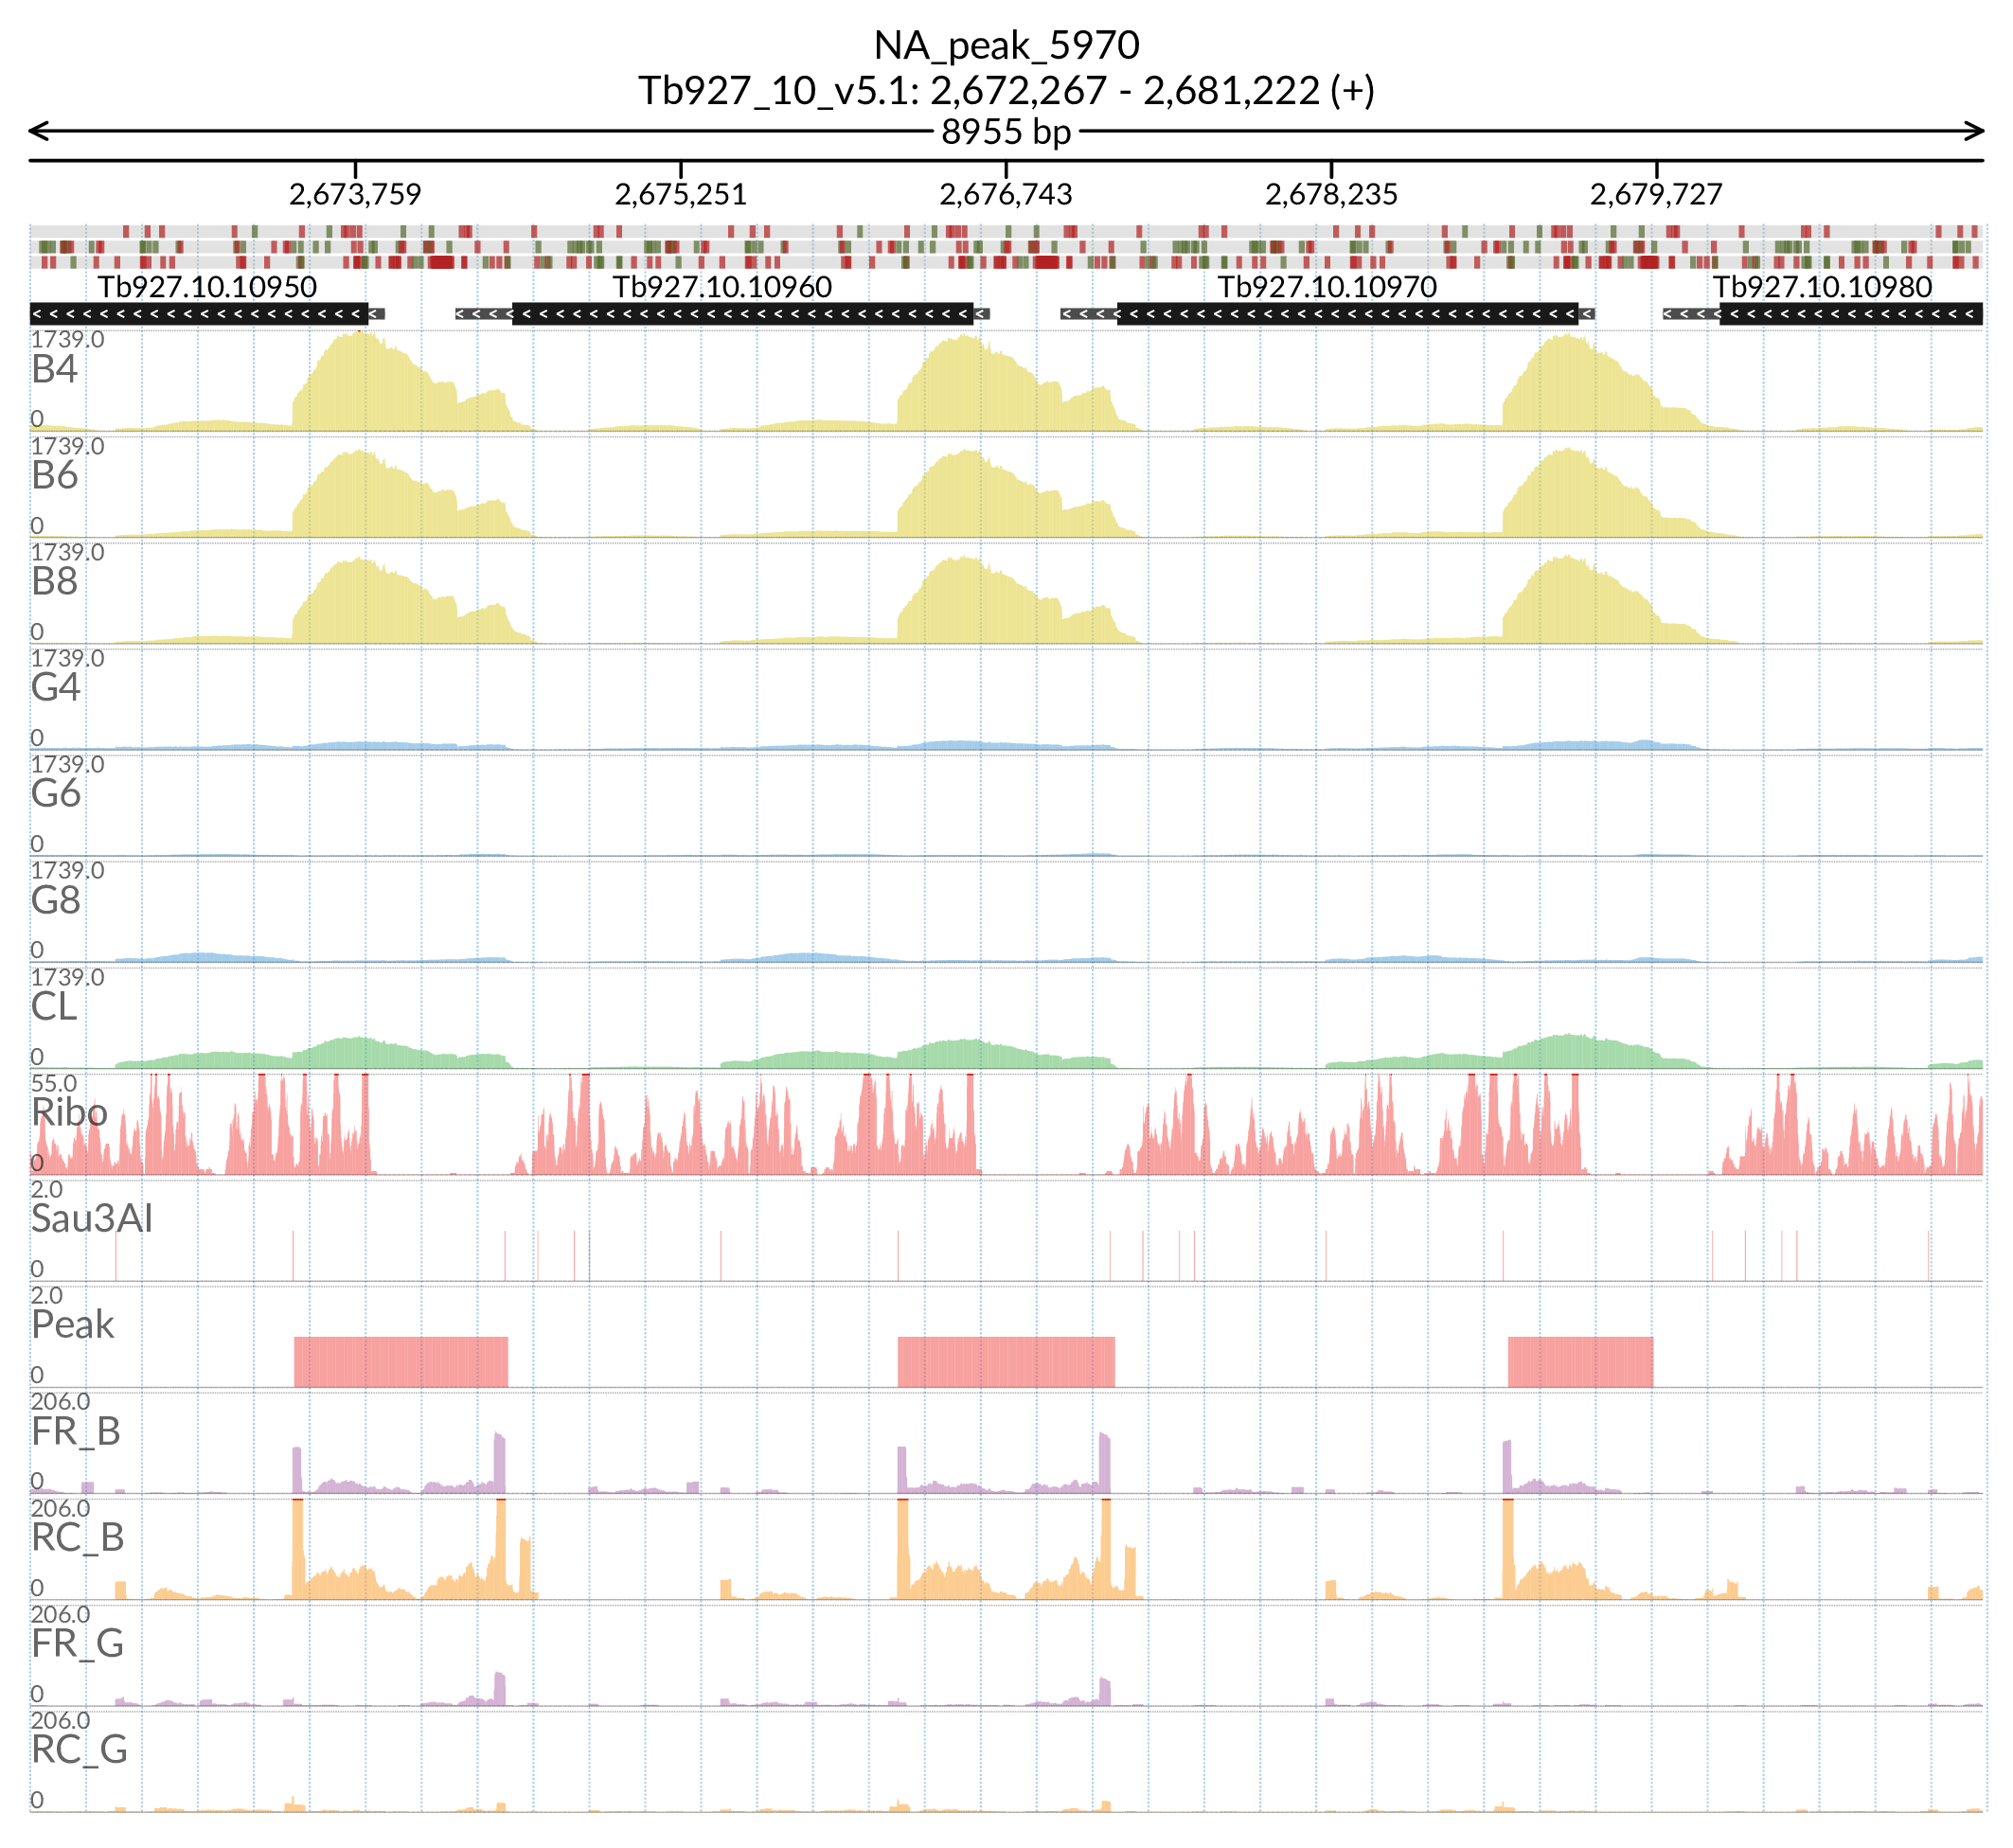 NA_peak_5970
Tb927_10_v5.1: 2,672,267 - 2,681,222 (+)
8955 bp
2,673,759 2,675,251 2,676,743 2,678,235 2,679,727
Tb927.10.10950 Tb927.10.10960 Tb927.10.10970 Tb927.10.10980
1739.0
B4
0
1739.0
B6
0
1739.0
B8
0
1739.0
G4
0
1739.0
G6
0
1739.0
G8
0
1739.0
CL
0
55.0
Ribo
0
2.0
Sau3AI
0
2.0
Peak
0
206.0
FR_B
0
206.0
RC_B
0
206.0
FR_G
0
206.0
RC_G
0